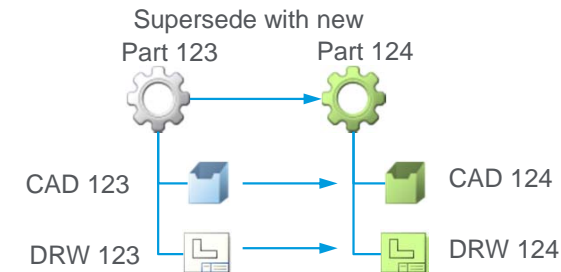 Supersede with new
Part 123 Part 124
CAD 123 CAD 124
DRW 123 DRW 124